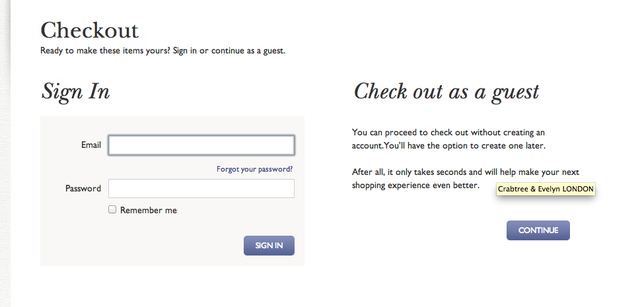 Checkout
Ready to make these items yours? Sign in or continue as a guest.
Sign In
Email
Forgot your password?
Password
Remember me
SIGN IN
Check out as a guest
You can proceed to check out without creating an
account.You'll have the option to create one later.
After all, it only takes seconds and will help make your next
shopping experience even better.
Crabtree & Evelyn LONDON
CONTINUE